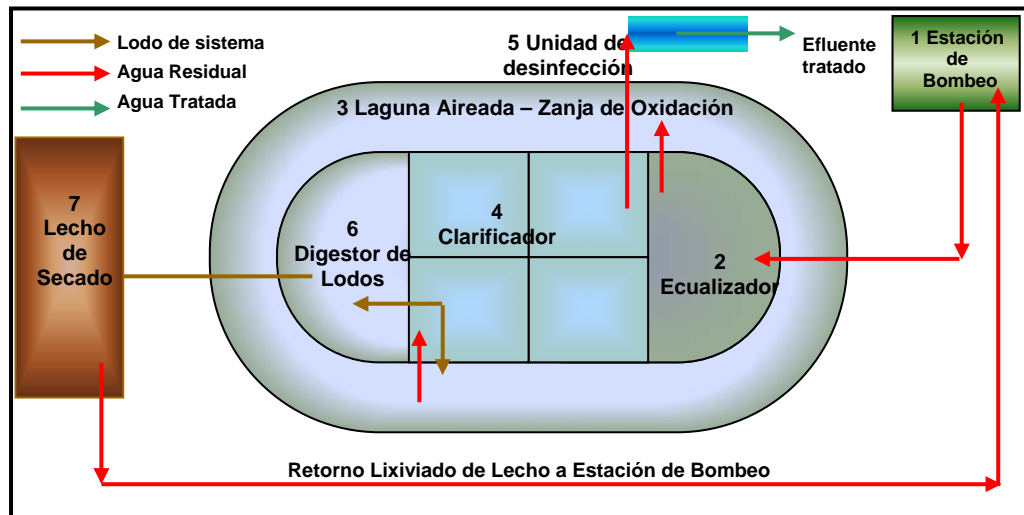 Lodo de sistema
Agua Residual
Agua Tratada
5 Unidad de
desinfección
Efluente
tratado
1 Estación
de
Bombeo
3 Laguna Aireada – Zanja de Oxidación
7
Lecho
de
Secado
6
Digestor de
Lodos
4
Clarificador
2
Ecualizador
Retorno Lixiviado de Lecho a Estación de Bombeo